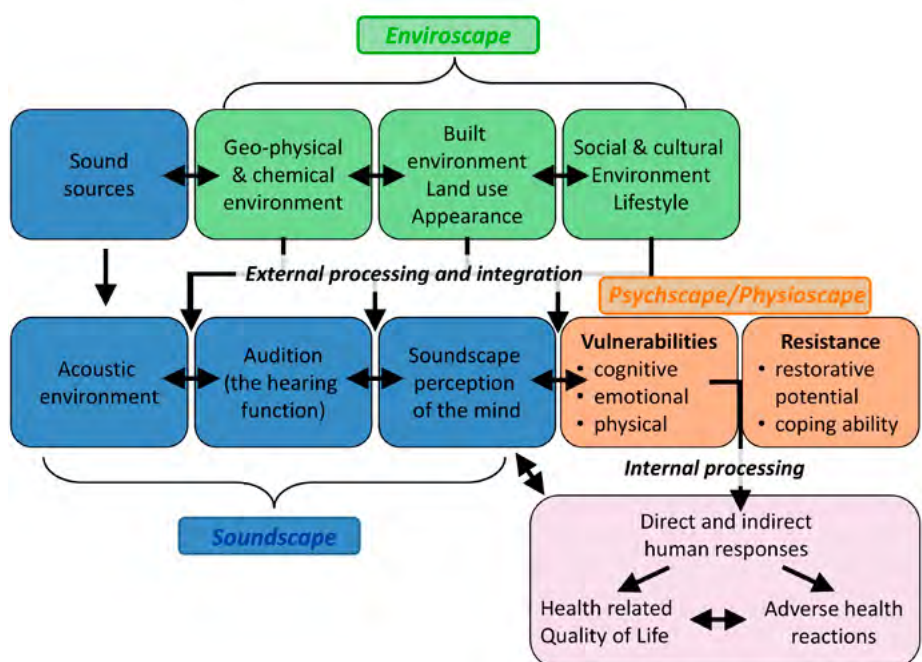 Enviroscape
Sound
sources
Geo-physical
& chemical
environment
Built
environment
Land use
Appearance
Social & cultural
Environment
Lifestyle
External processing and integration
Psychscape/Physioscape
Acoustic
environment
Audition
(the hearing
function)
Soundscape
perception
of the mind
Vulnerabilities
• cognitive
• emotional
• physical
Resistance
• restorative
potential
• coping ability
Internal processing
Soundscape
Direct and indirect
human responses
Health related
Quality of Life
Adverse health
reactions